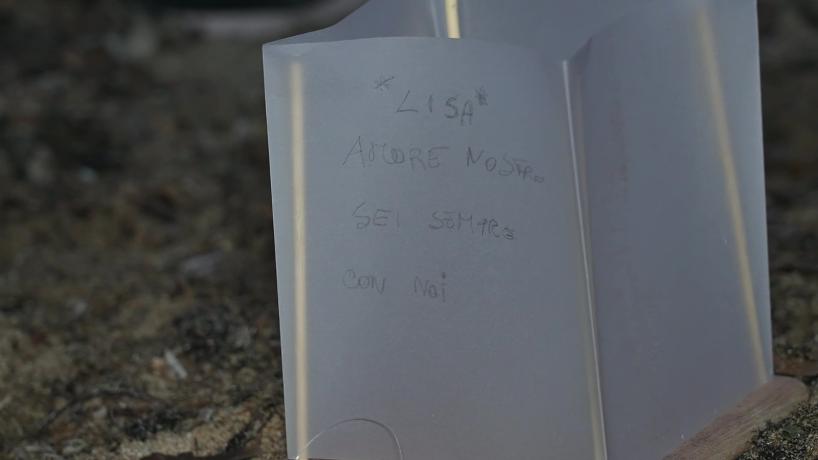 *LISA*
AMORE NOSTRO
SEI SEMPRE
CON NOi